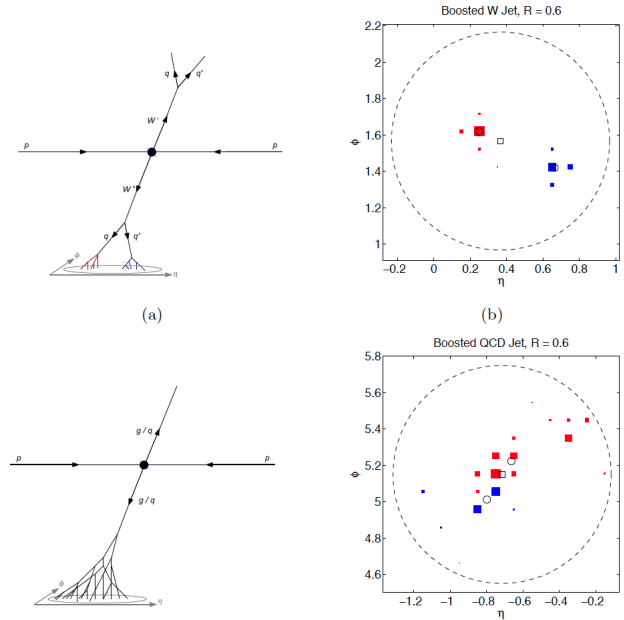 q
q'
W⁻
p
p
W⁺
q
q'
ϕ
η
(a)
Boosted W Jet, R = 0.6
2.2
2
1.8
1.6
1.4
1.2
1
ϕ
−0.2 0 0.2 0.4 0.6 0.8 1
η
(b)
g/q
p
p
g/q
ϕ
η
Boosted QCD Jet, R = 0.6
5.8
5.6
5.4
5.2
5
4.8
4.6
ϕ
−1.2 −1 −0.8 −0.6 −0.4 −0.2
η